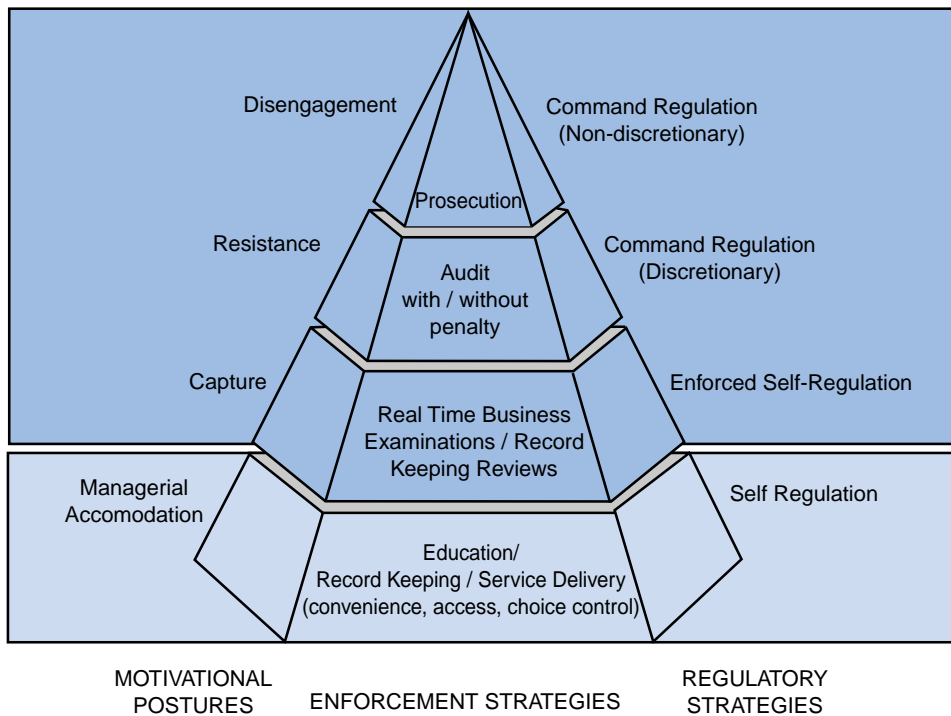 Disengagement
Command Regulation
(Non-discretionary)
Prosecution
Resistance
Command Regulation
(Discretionary)
Audit
with / without
penalty
Capture
Enforced Self-Regulation
Real Time Business
Examinations / Record
Keeping Reviews
Managerial
Accomodation
Self Regulation
Education/
Record Keeping / Service Delivery
(convenience, access, choice control)
MOTIVATIONAL
POSTURES
ENFORCEMENT STRATEGIES
REGULATORY
STRATEGIES